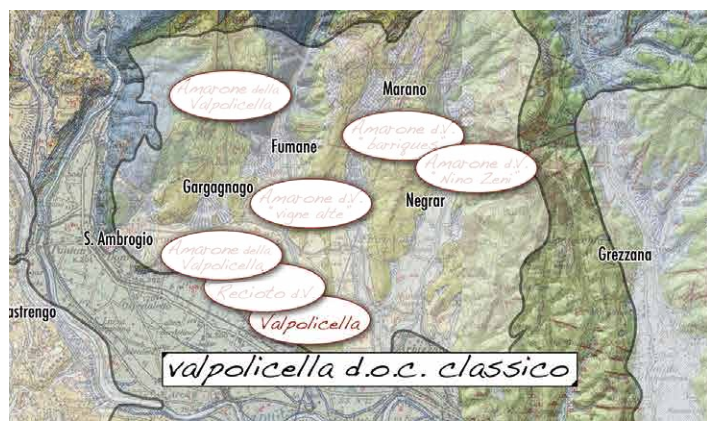 Amarone della
Valpolicella
Marano
Amarone d.V.
"barriques"
Fumane
Amarone d.V.
"Nino Zeni"
Gargagnago
Amarone d.V.
"vigne alte"
Negrar
S. Ambrogio
Amarone della
Valpolicella
Grezzana
Recioto d.V.
astrengo
Valpolicella
valpolicella d.o.c. classico